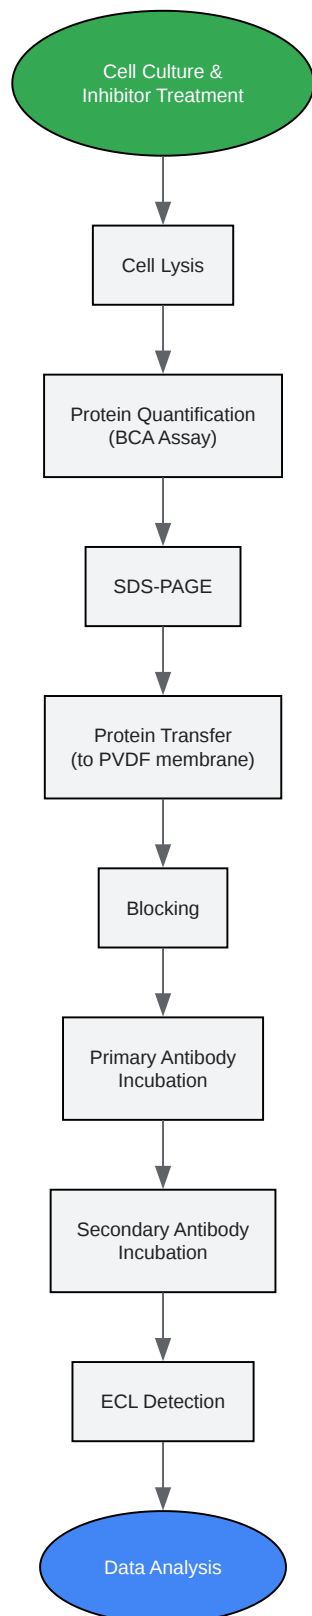 Cell Culture &
Inhibitor Treatment
Cell Lysis
Protein Quantification
(BCA Assay)
SDS-PAGE
Protein Transfer
(to PVDF membrane)
Blocking
Primary Antibody
Incubation
Secondary Antibody
Incubation
ECL Detection
Data Analysis